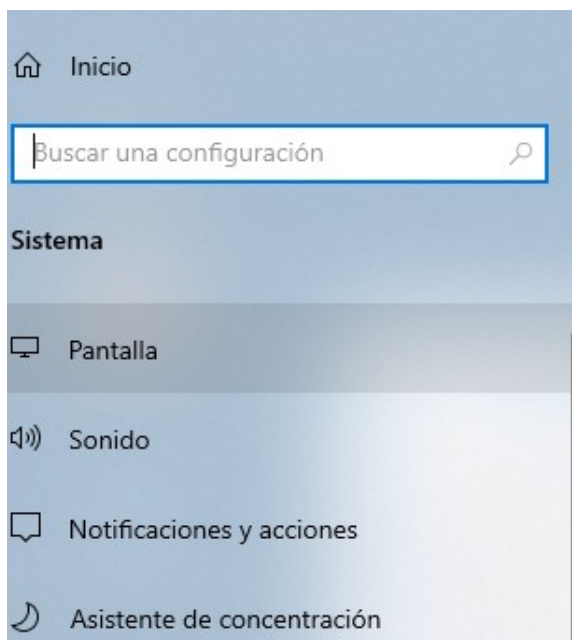 Inicio
Buscar una configuración
Sistema
Pantalla
Sonido
Notificaciones y acciones
Asistente de concentración